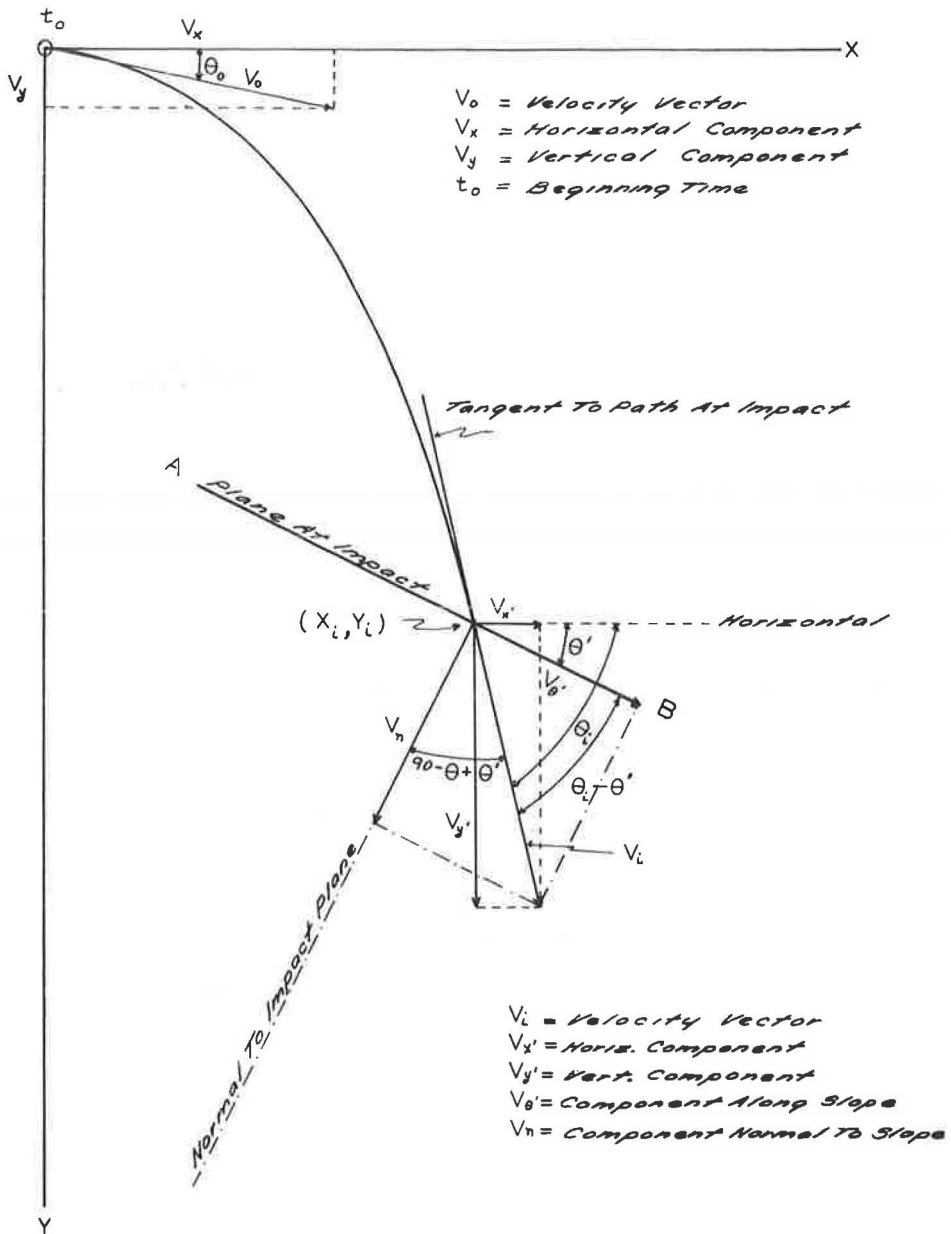 t₀
Vx
X
θ₀
V₀
Vy
V₀ = Velocity Vector
Vx = Horizontal Component
Vy = Vertical Component
t₀ = Beginning Time
Tangent To Path At Impact
A
Plane At Impact
(Xi, Yi)
Vx'
Horizontal
θ'
Vθ'
B
Vn
θi
90-θ+θ'
θi-θ'
Vy'
Vi
Normal To Impact Plane
Vi = Velocity Vector
Vx' = Horiz. Component
Vy' = Vert. Component
Vθ' = Component Along Slope
Vn = Component Normal To Slope
Y